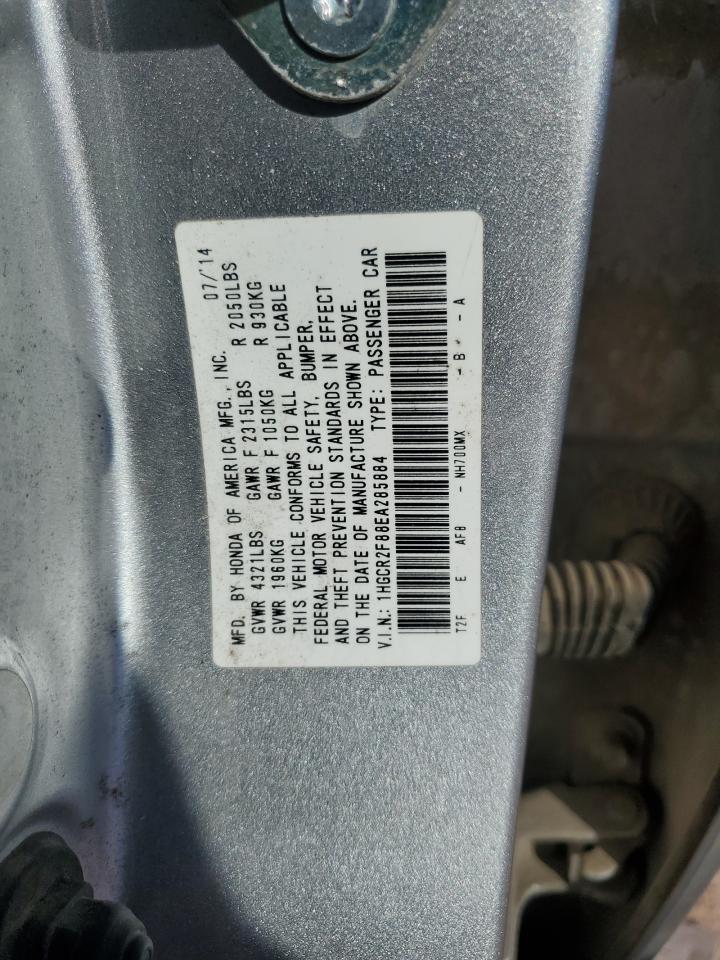 MFD. BY HONDA OF AMERICA MFG., INC. 07/'14
GVWR 4321LBS GAWR F 2315LBS R 2050LBS
GVWR 1960KG GAWR F 1050KG R 930KG
THIS VEHICLE CONFORMS TO ALL APPLICABLE
FEDERAL MOTOR VEHICLE SAFETY, BUMPER,
AND THEFT PREVENTION STANDARDS IN EFFECT
ON THE DATE OF MANUFACTURE SHOWN ABOVE.
V.I.N.: 1HGCR2F88EA285884 TYPE: PASSENGER CAR
T2F E AF8 - NH700MX - B - A